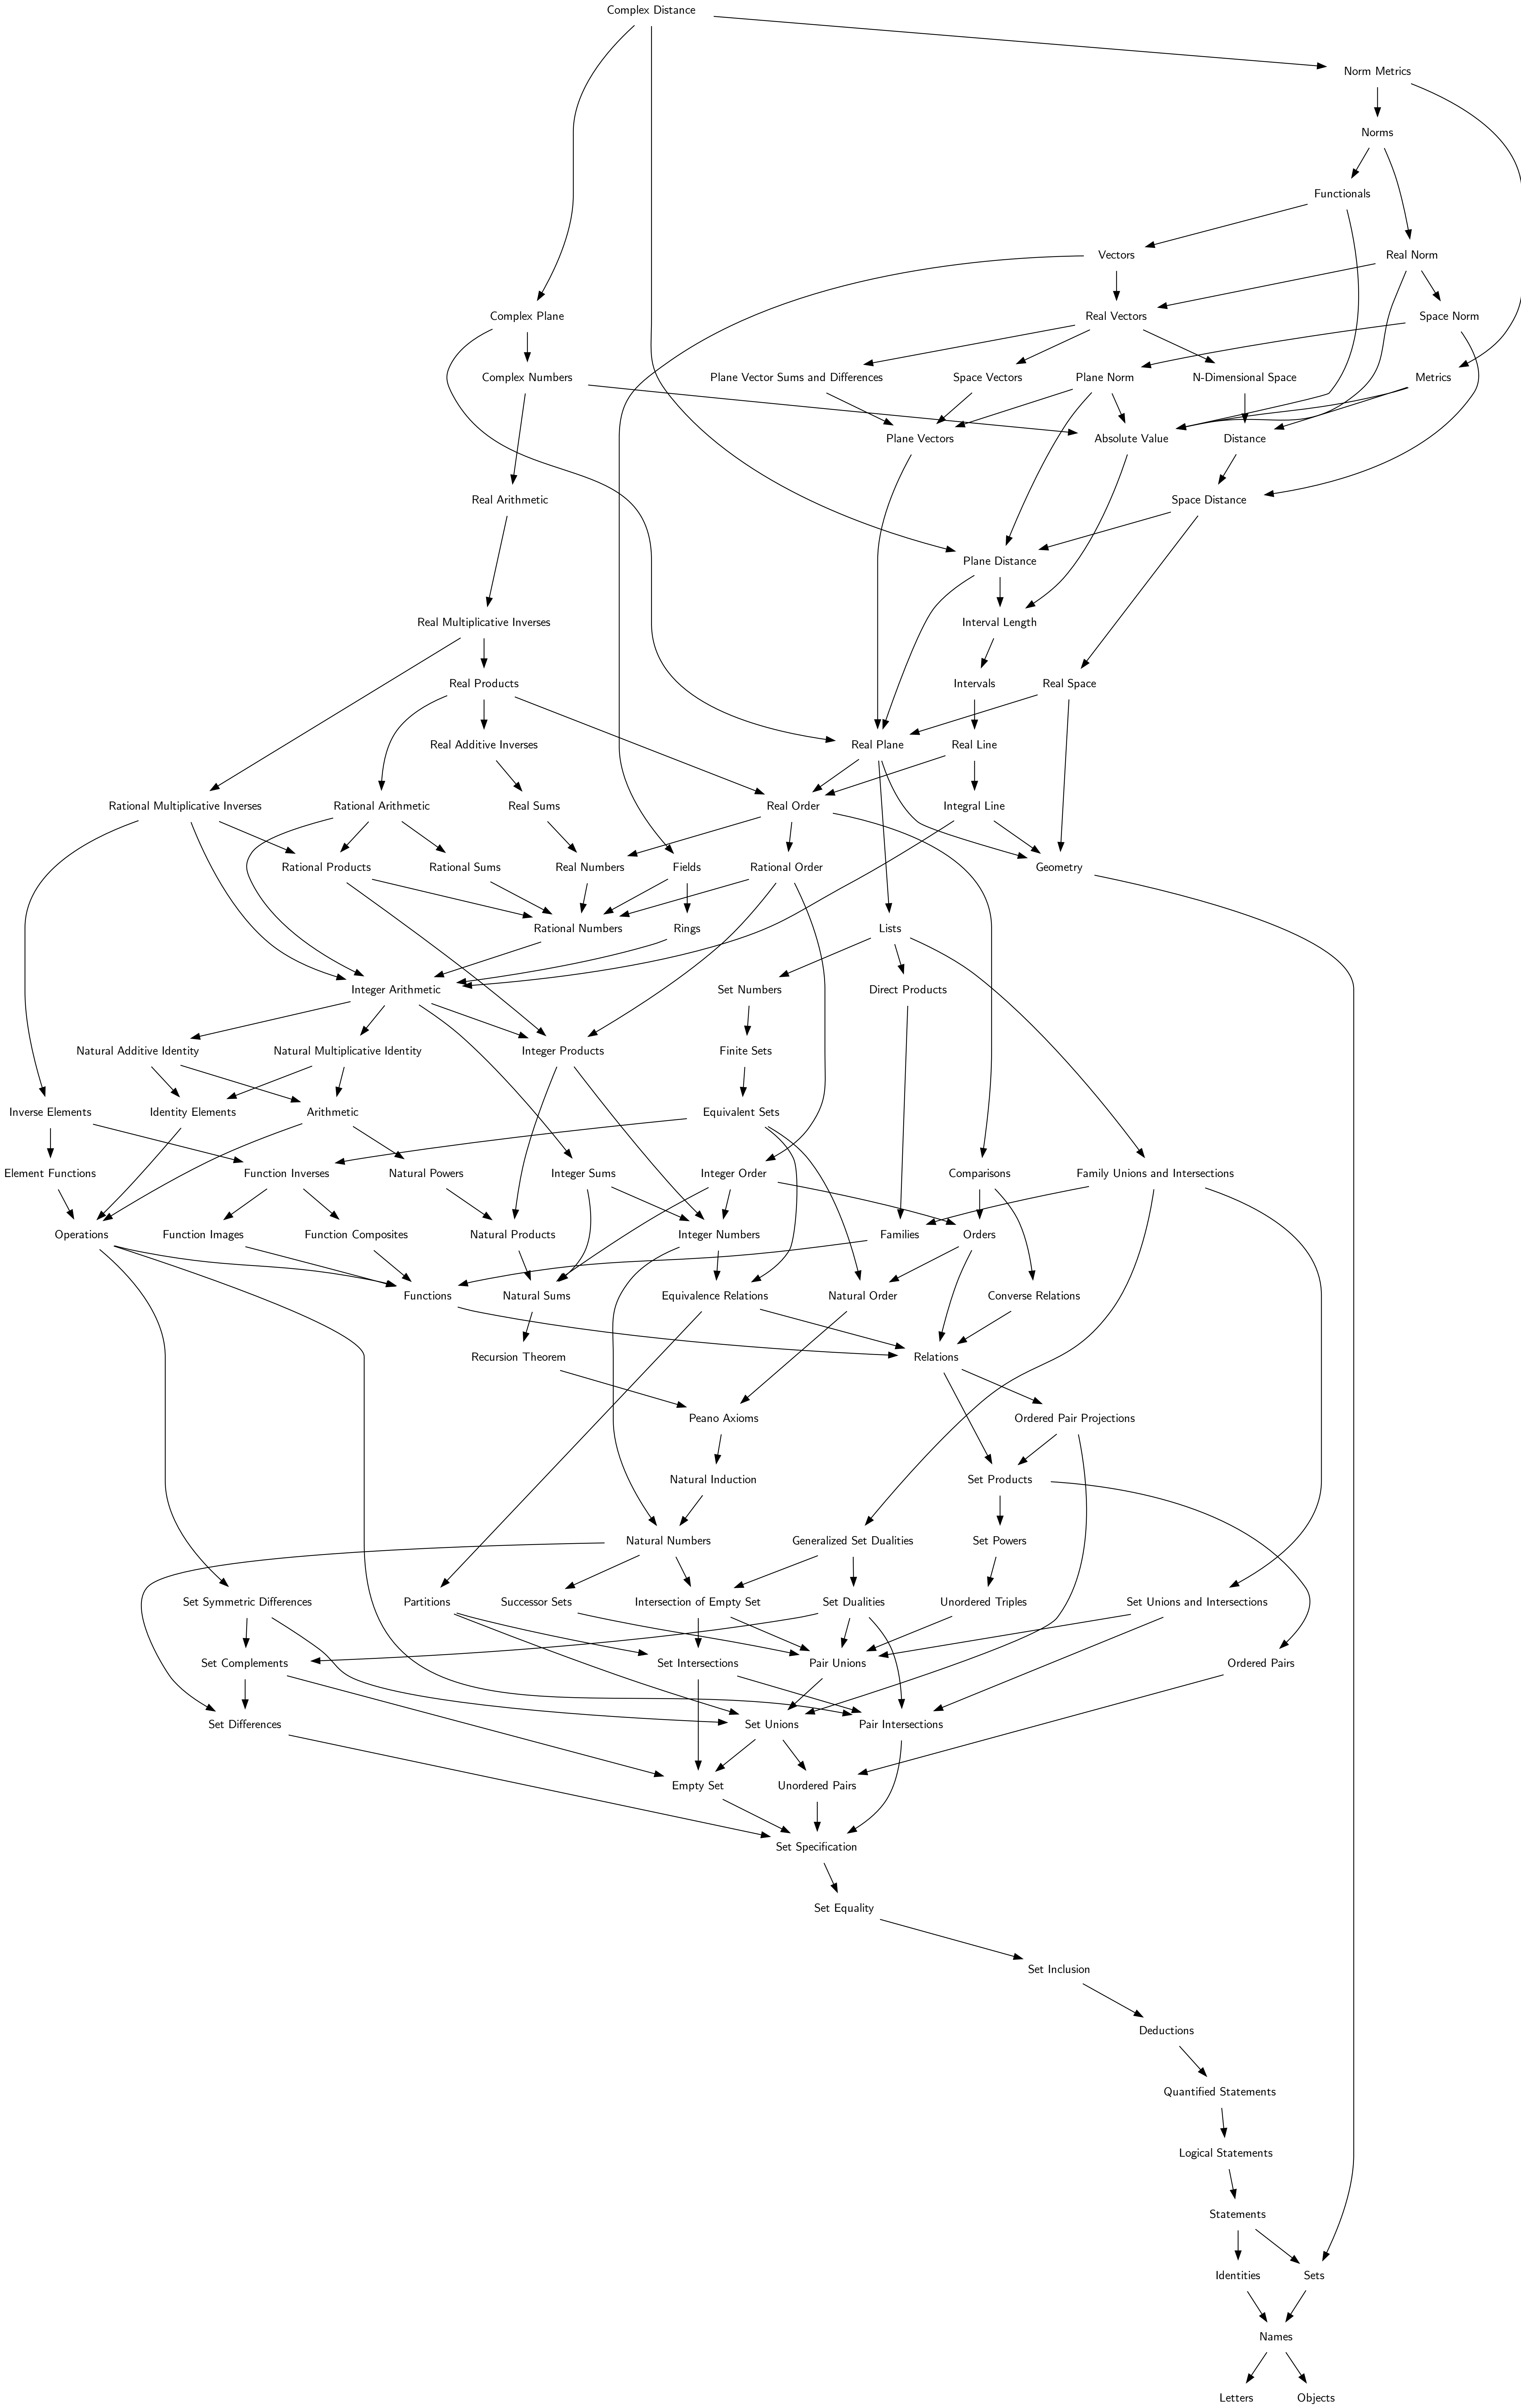 Complex Distance
Norm Metrics
Norms
Functionals
Vectors
Real Norm
Complex Plane
Real Vectors
Space Norm
Complex Numbers
Plane Vector Sums and Differences
Space Vectors
Plane Norm
N-Dimensional Space
Metrics
Plane Vectors
Absolute Value
Distance
Real Arithmetic
Space Distance
Plane Distance
Real Multiplicative Inverses
Interval Length
Real Products
Intervals
Real Space
Real Additive Inverses
Real Plane
Real Line
Rational Multiplicative Inverses
Rational Arithmetic
Real Sums
Real Order
Integral Line
Rational Products
Rational Sums
Real Numbers
Fields
Rational Order
Geometry
Rational Numbers
Rings
Lists
Integer Arithmetic
Set Numbers
Direct Products
Natural Additive Identity
Natural Multiplicative Identity
Integer Products
Finite Sets
Inverse Elements
Identity Elements
Arithmetic
Equivalent Sets
Element Functions
Function Inverses
Natural Powers
Integer Sums
Integer Order
Comparisons
Family Unions and Intersections
Operations
Function Images
Function Composites
Natural Products
Integer Numbers
Families
Orders
Functions
Natural Sums
Equivalence Relations
Natural Order
Converse Relations
Recursion Theorem
Relations
Peano Axioms
Ordered Pair Projections
Natural Induction
Set Products
Natural Numbers
Generalized Set Dualities
Set Powers
Set Symmetric Differences
Partitions
Successor Sets
Intersection of Empty Set
Set Dualities
Unordered Triples
Set Unions and Intersections
Set Complements
Set Intersections
Pair Unions
Ordered Pairs
Set Differences
Set Unions
Pair Intersections
Empty Set
Unordered Pairs
Set Specification
Set Equality
Set Inclusion
Deductions
Quantified Statements
Logical Statements
Statements
Identities
Sets
Names
Letters
Objects